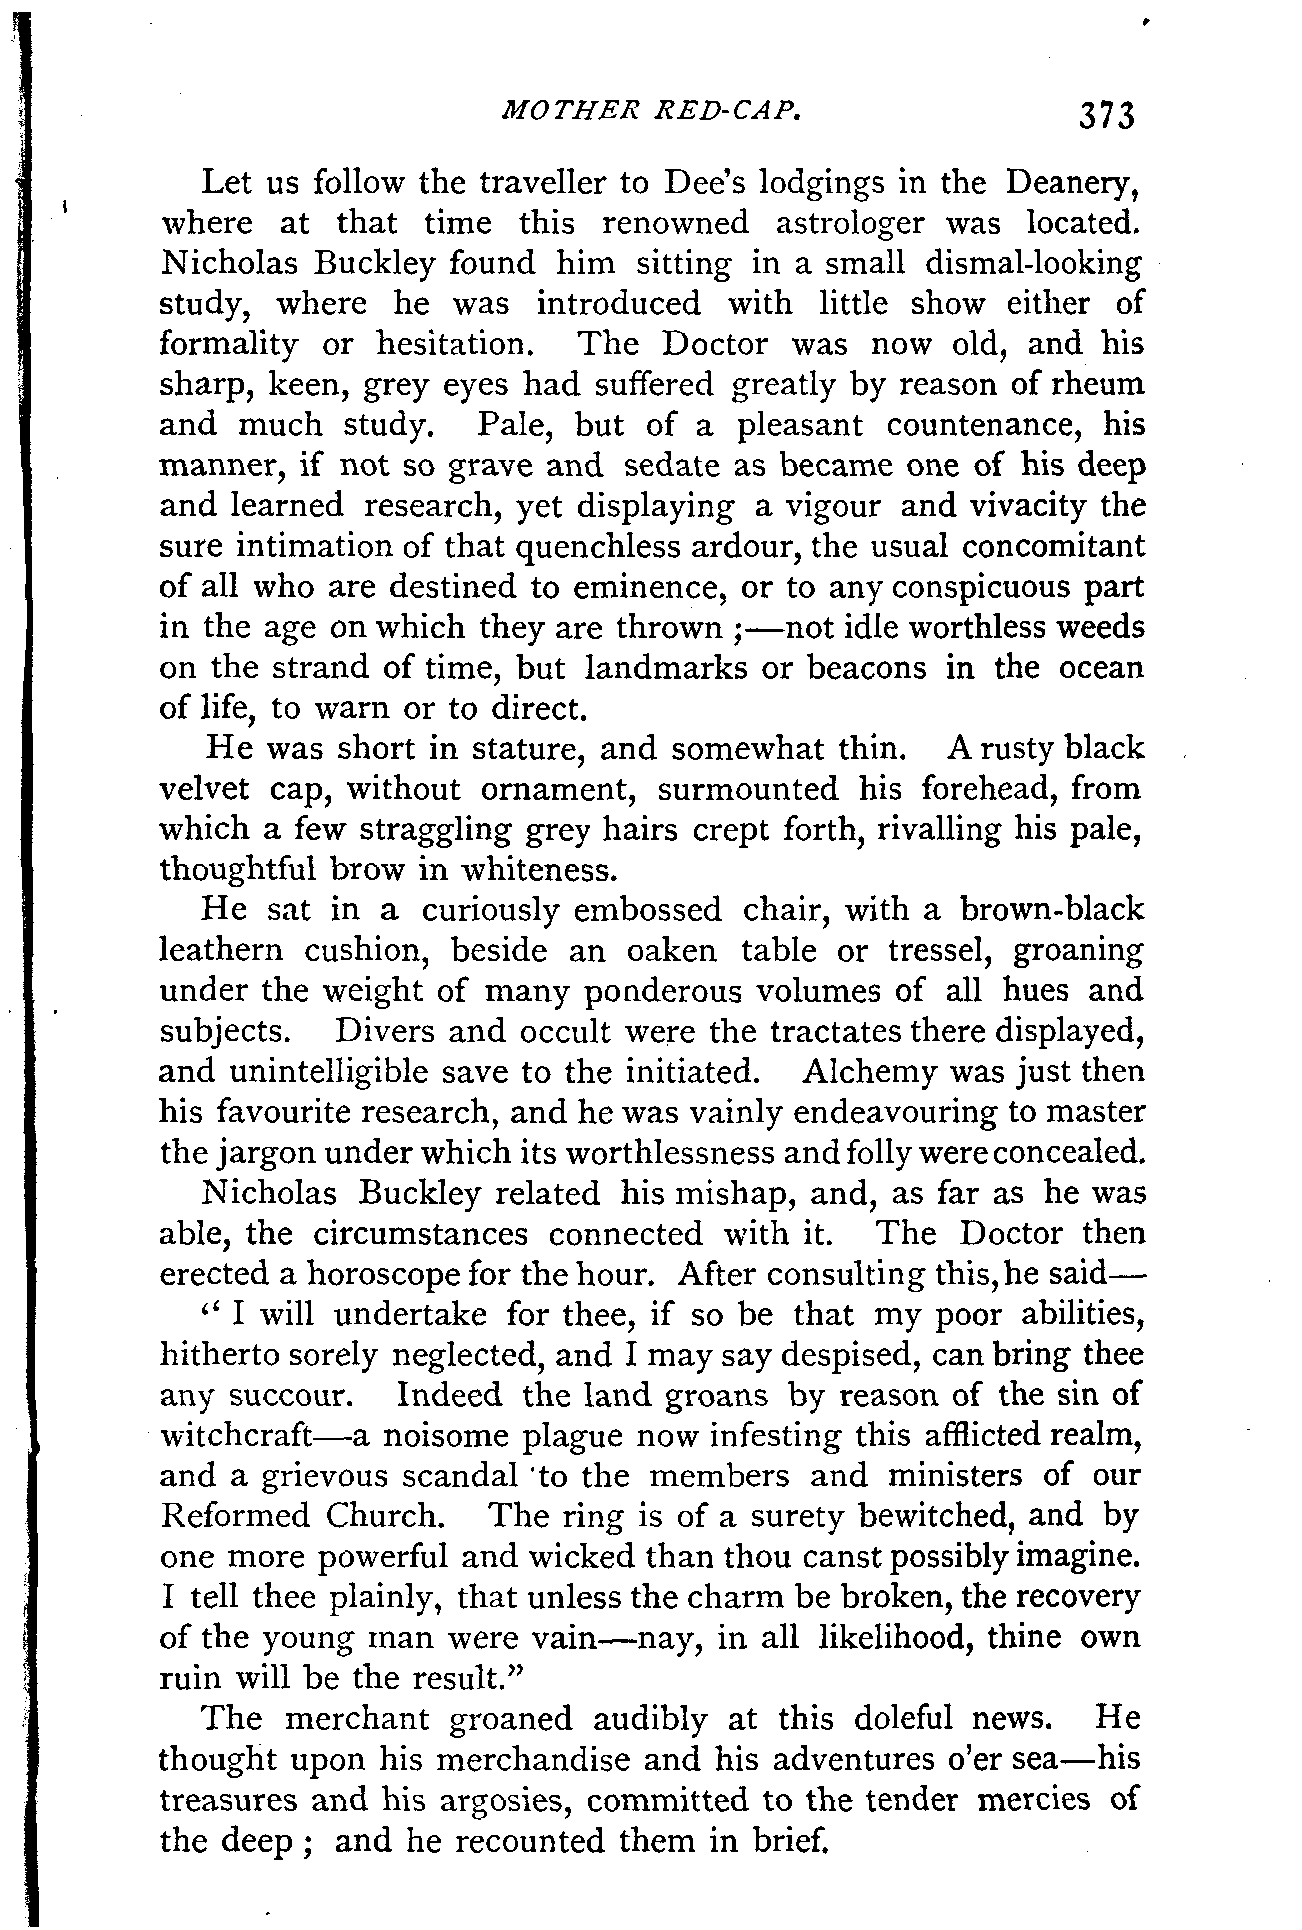 MOTHER RED-CAP. 373
Let us follow the traveller to Dee's lodgings in the Deanery,
where at that time this renowned astrologer was located.
Nicholas Buckley found him sitting in a small dismal-looking
study, where he was introduced with little show either of
formality or hesitation. The Doctor was now old, and his
sharp, keen, grey eyes had suffered greatly by reason of rheum
and much study. Pale, but of a pleasant countenance, his
manner, if not so grave and sedate as became one of his deep
and learned research, yet displaying a vigour and vivacity the
sure intimation of that quenchless ardour, the usual concomitant
of all who are destined to eminence, or to any conspicuous part
in the age on which they are thrown ;—not idle worthless weeds
on the strand of time, but landmarks or beacons in the ocean
of life, to warn or to direct.
He was short in stature, and somewhat thin. A rusty black
velvet cap, without ornament, surmounted his forehead, from
which a few straggling grey hairs crept forth, rivalling his pale,
thoughtful brow in whiteness.
He sat in a curiously embossed chair, with a brown-black
leathern cushion, beside an oaken table or tressel, groaning
under the weight of many ponderous volumes of all hues and
subjects. Divers and occult were the tractates there displayed,
and unintelligible save to the initiated. Alchemy was just then
his favourite research, and he was vainly endeavouring to master
the jargon under which its worthlessness and folly were concealed.
Nicholas Buckley related his mishap, and, as far as he was
able, the circumstances connected with it. The Doctor then
erected a horoscope for the hour. After consulting this, he said—
“ I will undertake for thee, if so be that my poor abilities,
hitherto sorely neglected, and I may say despised, can bring thee
any succour. Indeed the land groans by reason of the sin of
witchcraft—a noisome plague now infesting this afflicted realm,
and a grievous scandal to the members and ministers of our
Reformed Church. The ring is of a surety bewitched, and by
one more powerful and wicked than thou canst possibly imagine.
I tell thee plainly, that unless the charm be broken, the recovery
of the young man were vain—nay, in all likelihood, thine own
ruin will be the result.”
The merchant groaned audibly at this doleful news. He
thought upon his merchandise and his adventures o'er sea—his
treasures and his argosies, committed to the tender mercies of
the deep ; and he recounted them in brief.